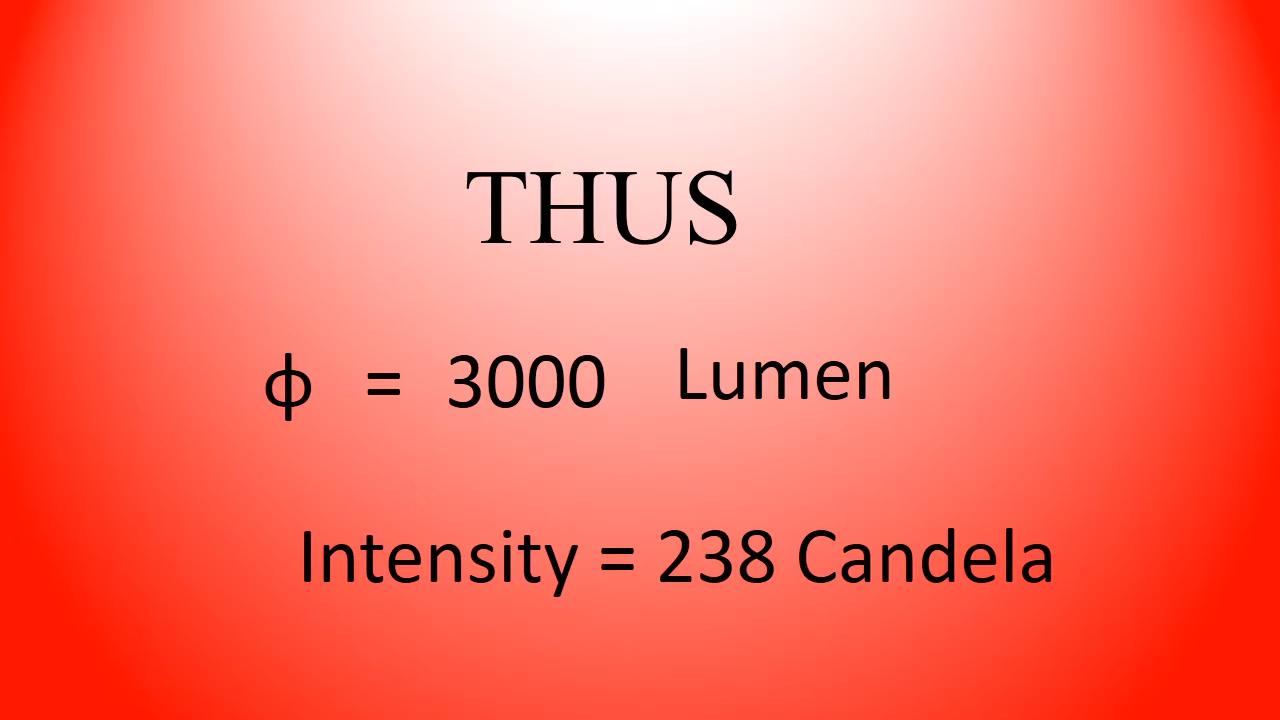 THUS
ф = 3000 Lumen
Intensity = 238 Candela